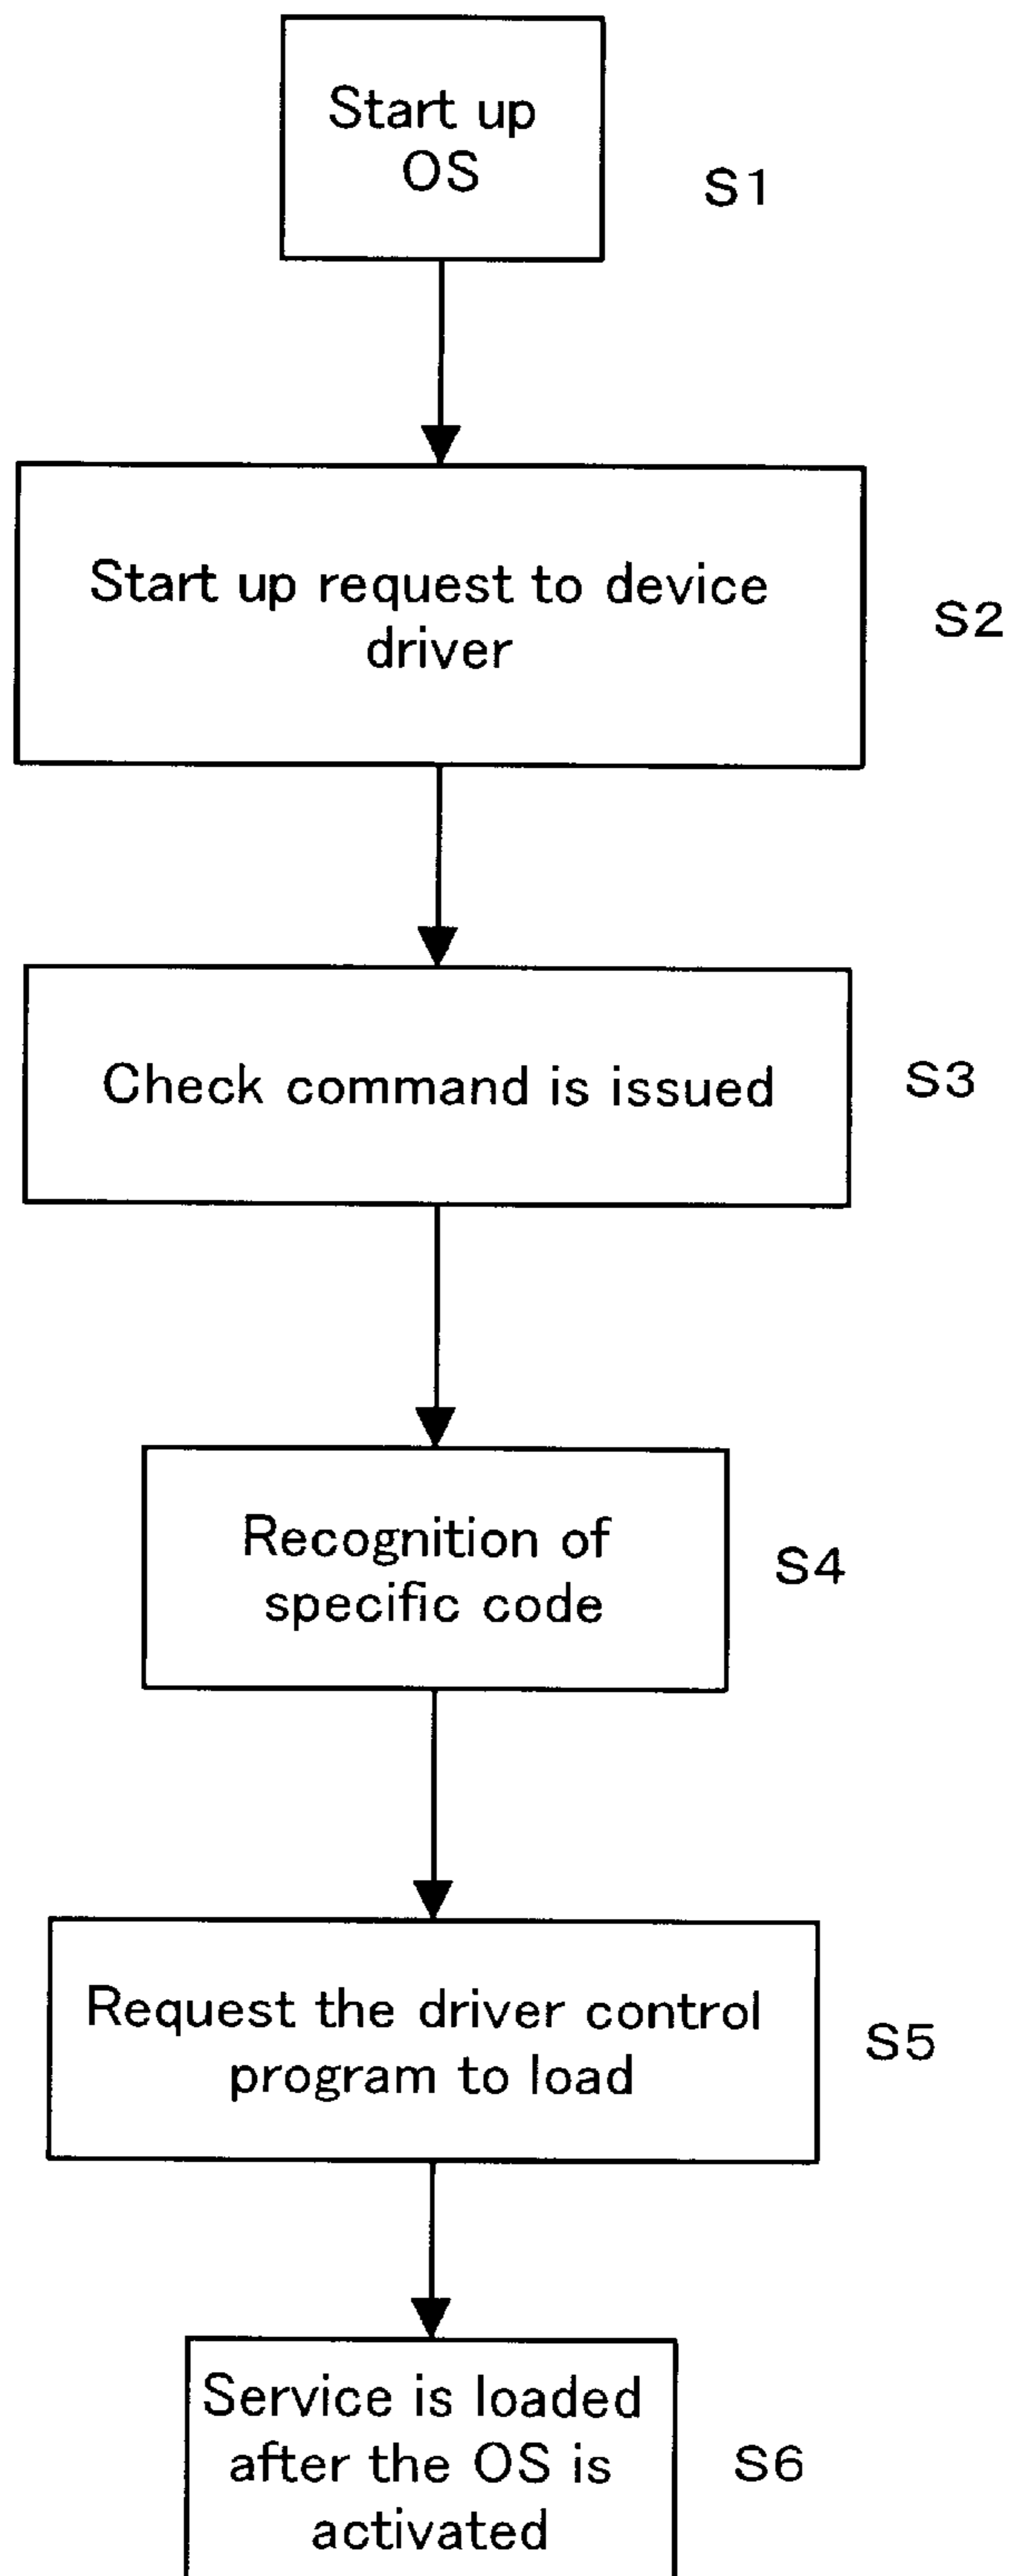 Start up
OS
S1
Start up request to device
driver
S2
Check command is issued
S3
Recognition of
specific code
S4
Request the driver control
program to load
S5
Service is loaded
after the OS is
activated
S6